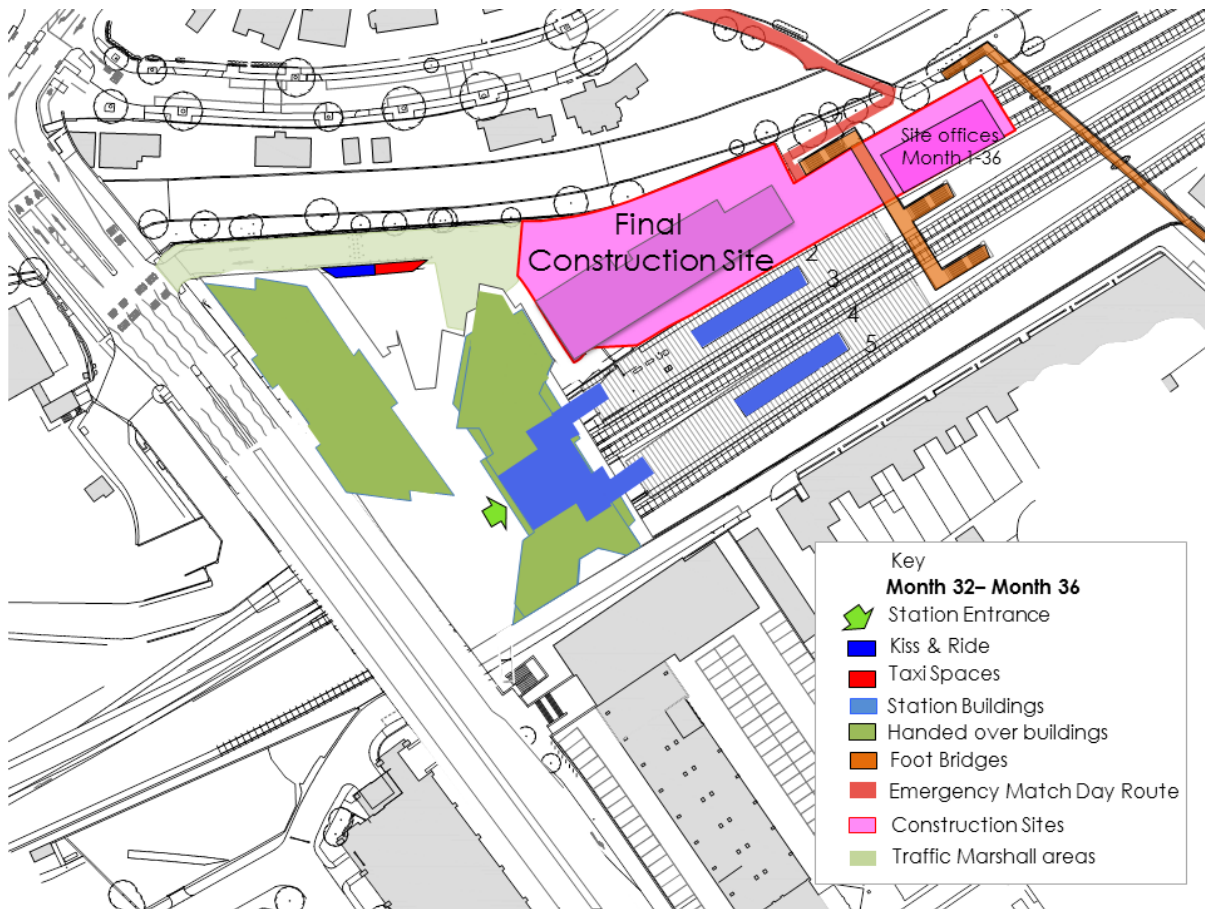 Site offices
Month 1-36
Final
Construction Site
2
3
4
5
Key
Month 32– Month 36
Station Entrance
Kiss & Ride
Taxi Spaces
Station Buildings
Handed over buildings
Foot Bridges
Emergency Match Day Route
Construction Sites
Traffic Marshall areas